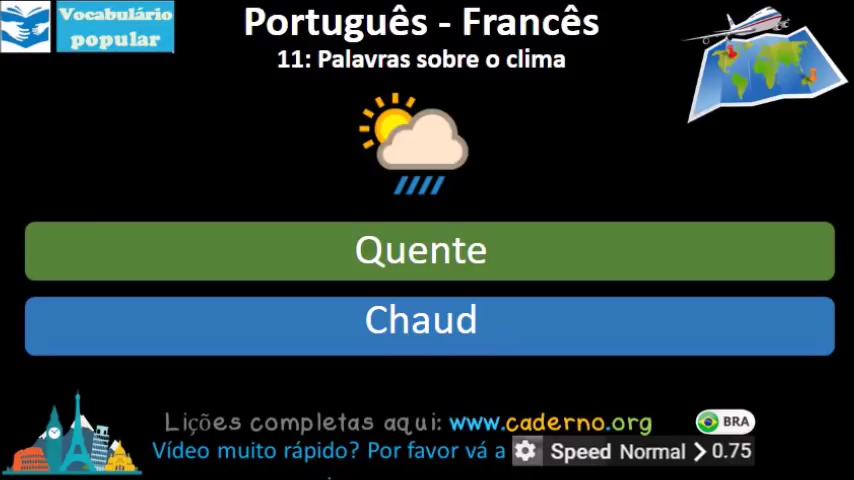 Vocabulário
popular
Português - Francês
11: Palavras sobre o clima
Quente
Chaud
Lições completas aqui: www.caderno.org
BRA
Vídeo muito rápido? Por favor vá a Speed Normal > 0.75